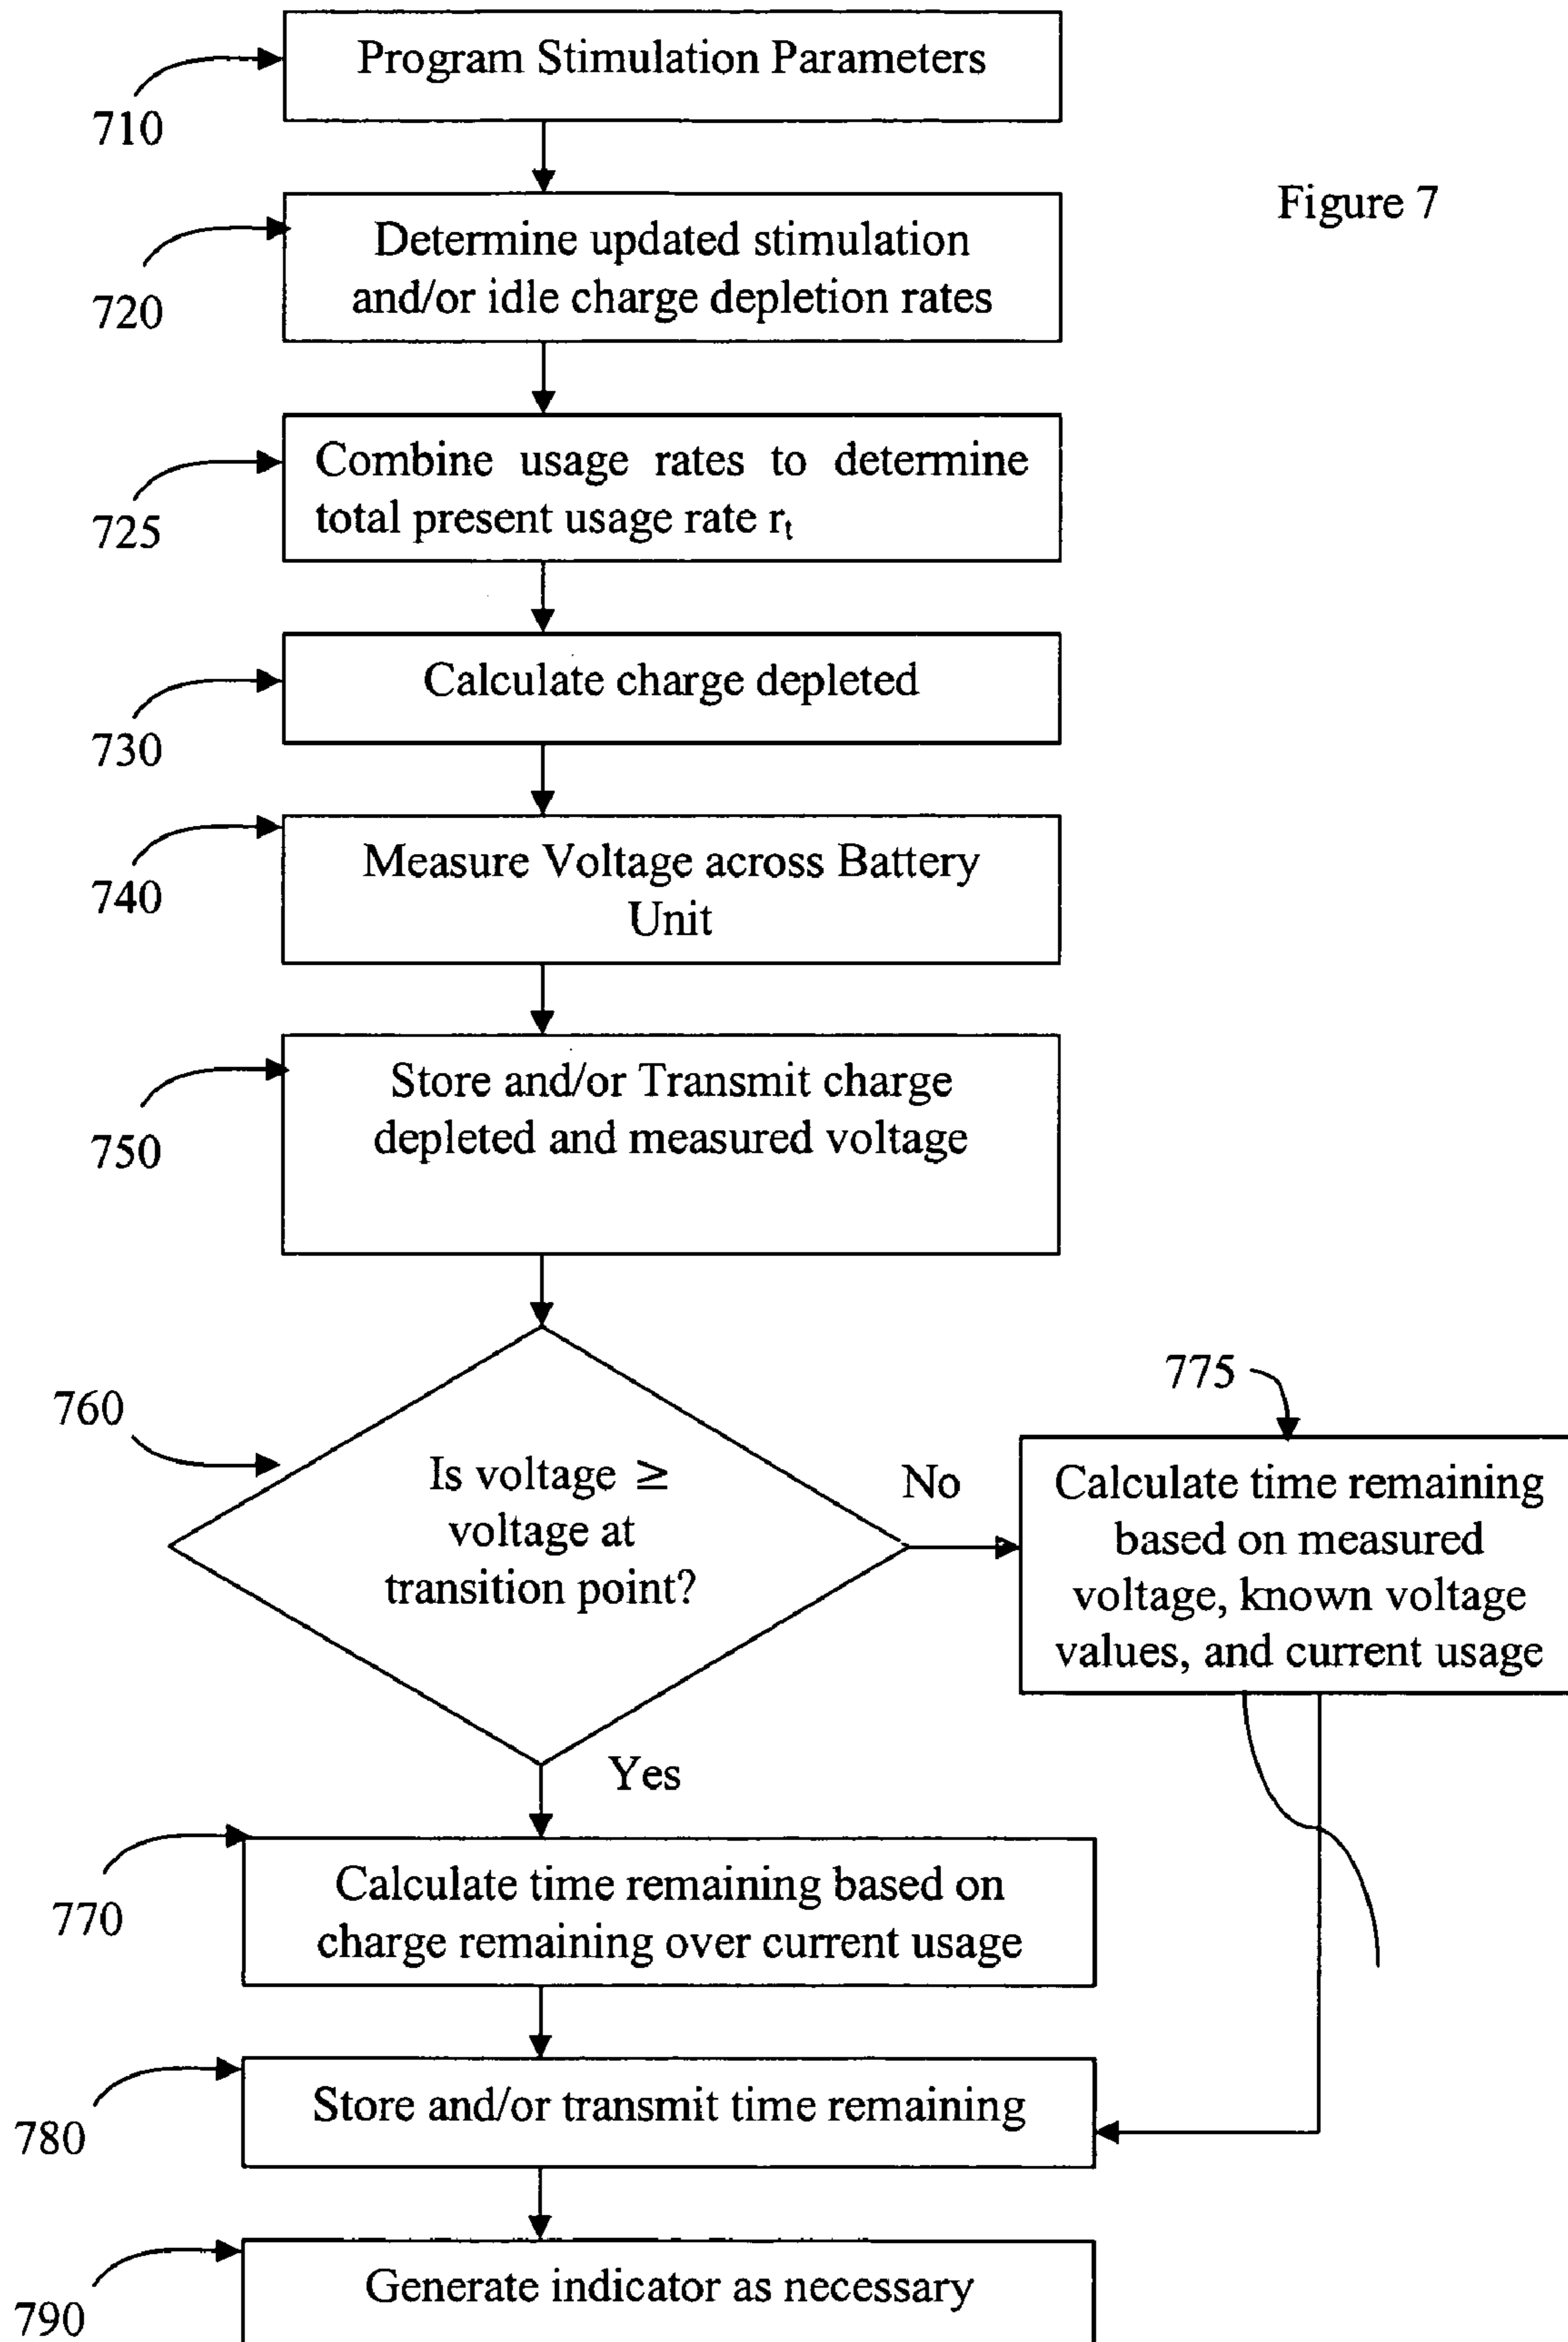 Program Stimulation Parameters
710
Figure 7
Determine updated stimulation
and/or idle charge depletion rates
720
Combine usage rates to determine
total present usage rate rₜ
725
Calculate charge depleted
730
Measure Voltage across Battery
Unit
740
Store and/or Transmit charge
depleted and measured voltage
750
760
Is voltage ≥
voltage at
transition point?
No
775
Calculate time remaining
based on measured
voltage, known voltage
values, and current usage
Yes
Calculate time remaining based on
charge remaining over current usage
770
Store and/or transmit time remaining
780
Generate indicator as necessary
790